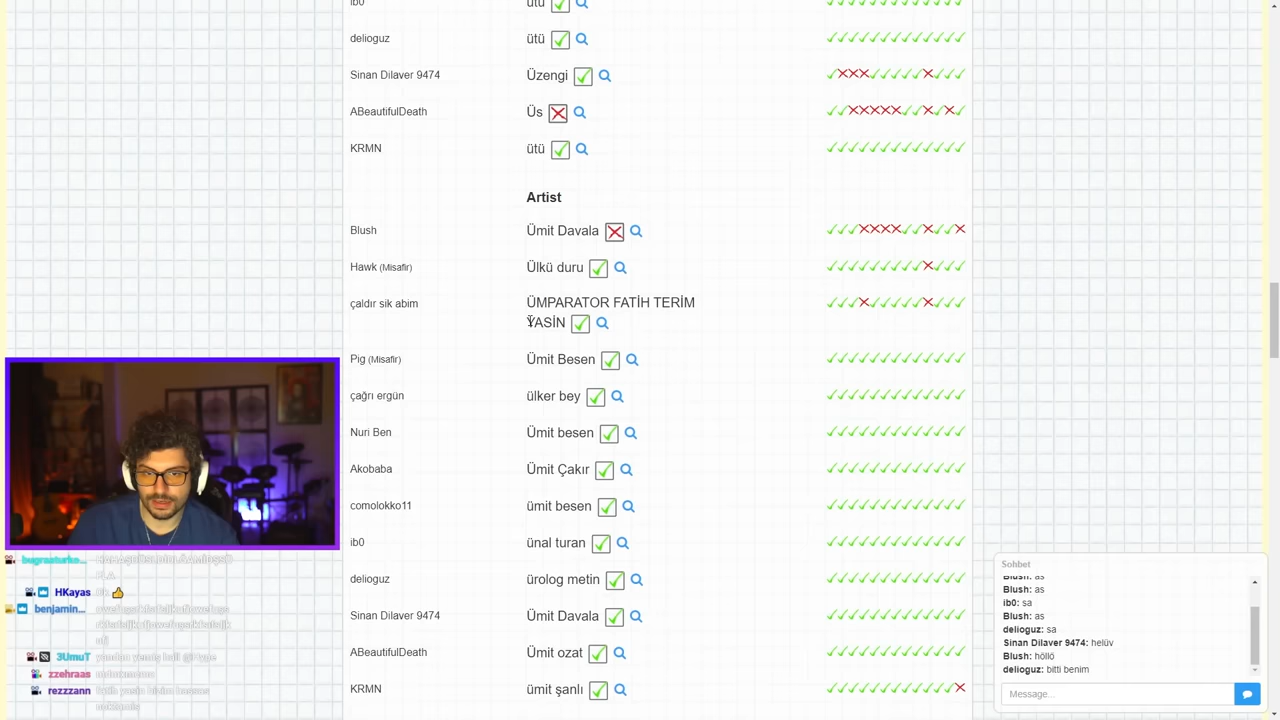 ib0 ütü
delioguz ütü
Sinan Dilaver 9474 Üzengi
ABeautifulDeath Üs
KRMN ütü
Artist
Blush Ümit Davala
Hawk (Misafir) Ülkü duru
çaldır sik abim ÜMPARATOR FATİH TERİM
YASİN
Pig (Misafir) Ümit Besen
çağrı ergün ülker bey
Nuri Ben Ümit besen
Akobaba Ümit Çakır
comolokko11 ümit besen
ib0 ünal turan
delioguz ürolog metin
Sinan Dilaver 9474 Ümit Davala
ABeautifulDeath Ümit ozat
KRMN ümit şanlı
HKayas
benjamin...
3UmuT
zzehraas
rezzzann
Sohbet
Blush: as
Blush: as
ib0: sa
Blush: as
delioguz: sa
Sinan Dilaver 9474: helüv
Blush: höllö
delioguz: bitti benim
Message...